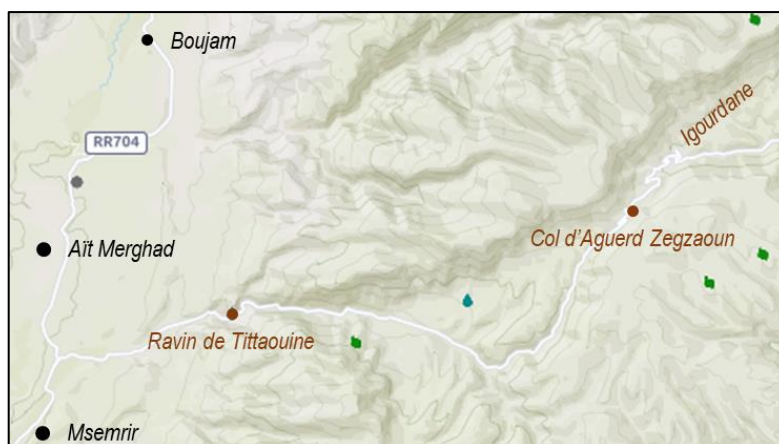 Boujam
Igourdane
RR704
Col d'Aguerd Zegzaoun
Aït Merghad
Ravin de Tittaouine
Msemrir